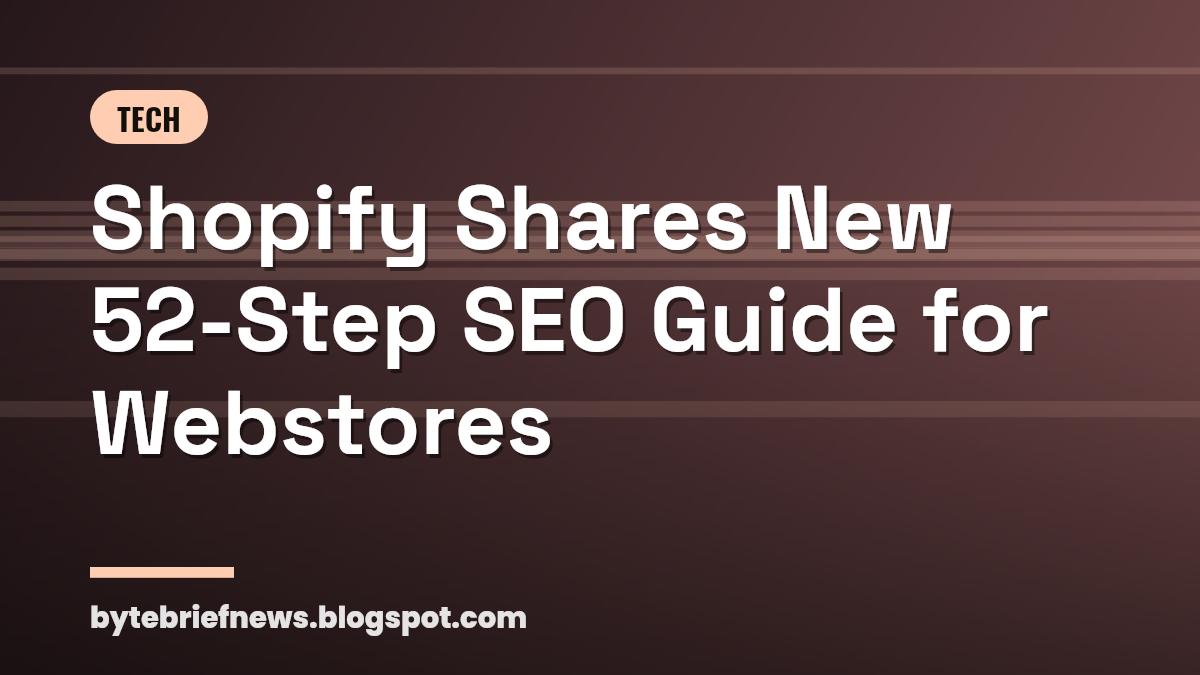 TECH
Shopify Shares New
52-Step SEO Guide for
Webstores
bytebriefnews.blogspot.com